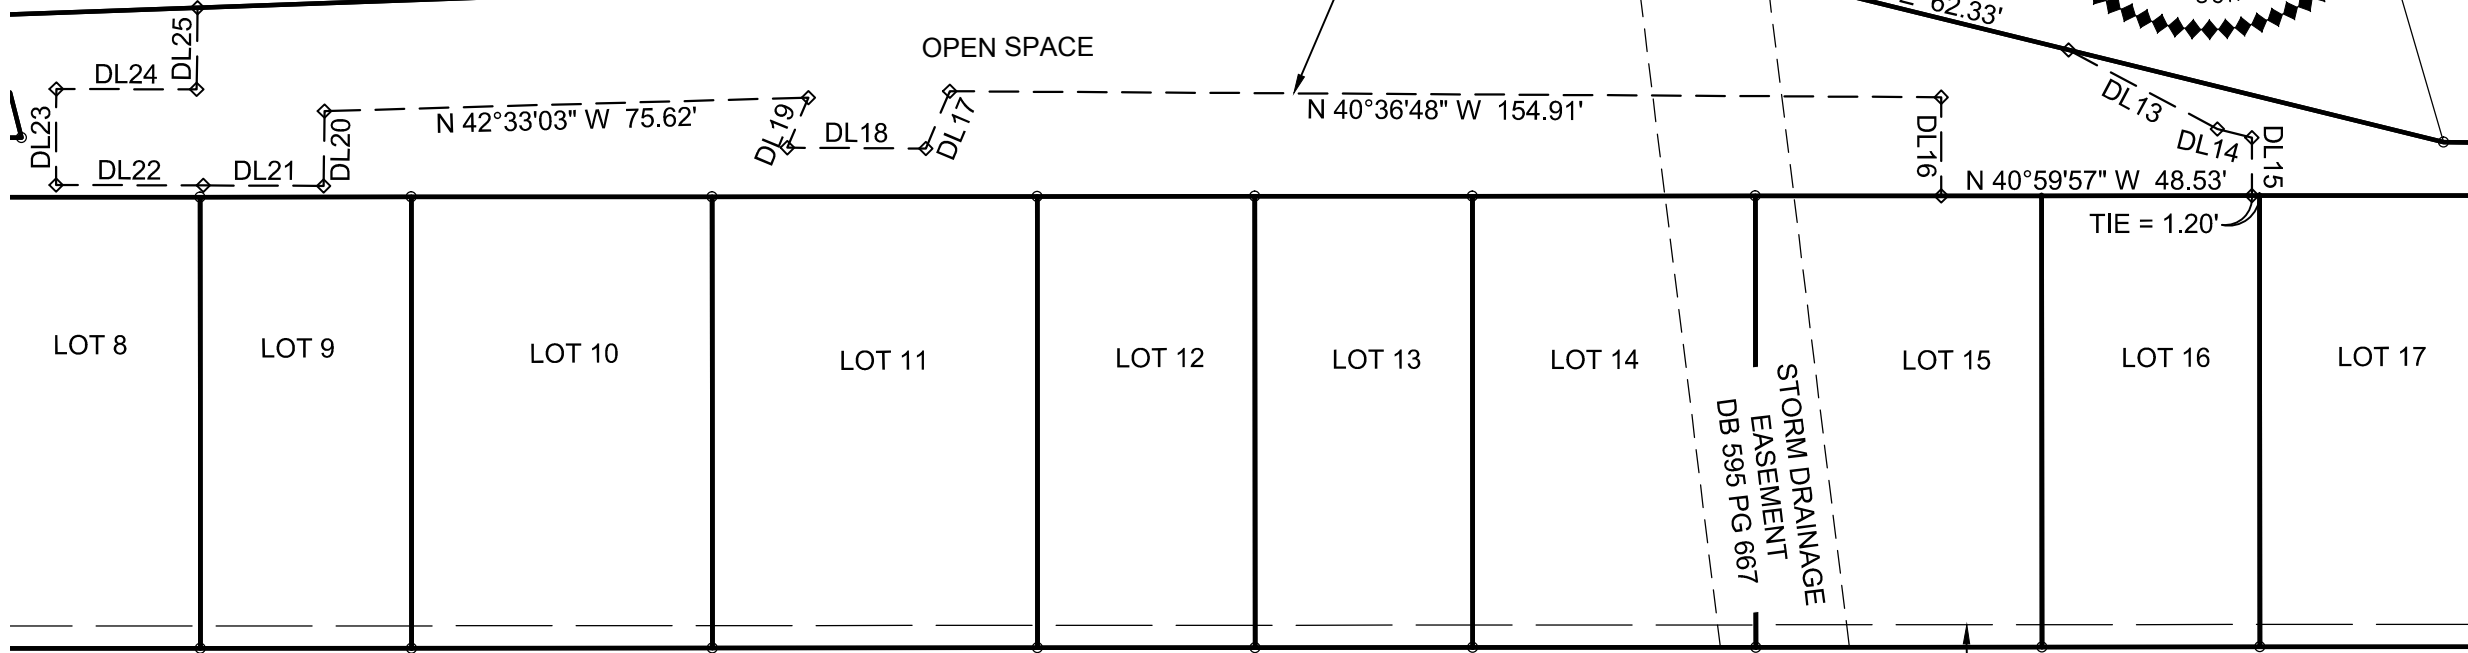 62.33'
OPEN SPACE
DL25
DL24
DL23
DL22
DL21
DL20
N 42°33'03" W 75.62'
DL19
DL18
DL17
N 40°36'48" W 154.91'
DL16
DL13
DL14
DL15
N 40°59'57" W 48.53'
TIE = 1.20'
LOT 8
LOT 9
LOT 10
LOT 11
LOT 12
LOT 13
LOT 14
LOT 15
LOT 16
LOT 17
STORM DRAINAGE
EASEMENT
DB 595 PG 667